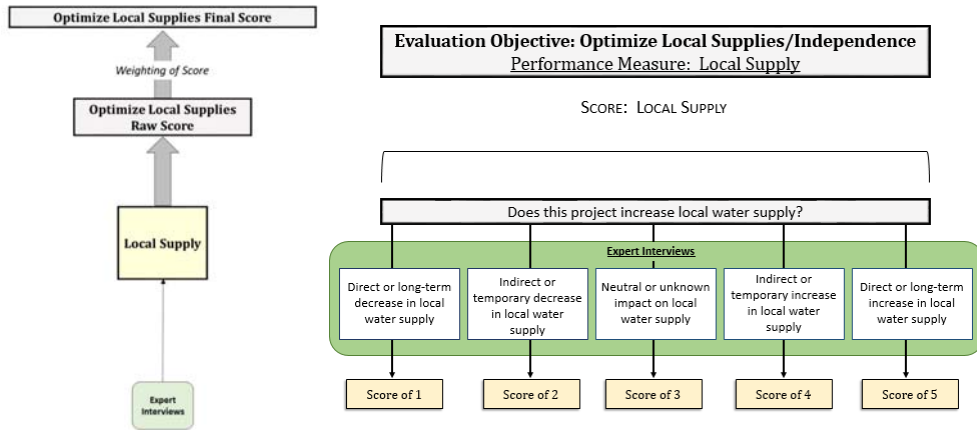 Optimize Local Supplies Final Score
Weighting of Score
Optimize Local Supplies
Raw Score
Local Supply
Expert
Interviews
Evaluation Objective: Optimize Local Supplies/Independence
Performance Measure: Local Supply
SCORE: LOCAL SUPPLY
Does this project increase local water supply?
Expert Interviews
Direct or long-term
decrease in local
water supply
Indirect or
temporary decrease
in local water
supply
Neutral or unknown
impact on local
water supply
Indirect or
temporary increase
in local water
supply
Direct or long-term
increase in local
water supply
Score of 1
Score of 2
Score of 3
Score of 4
Score of 5